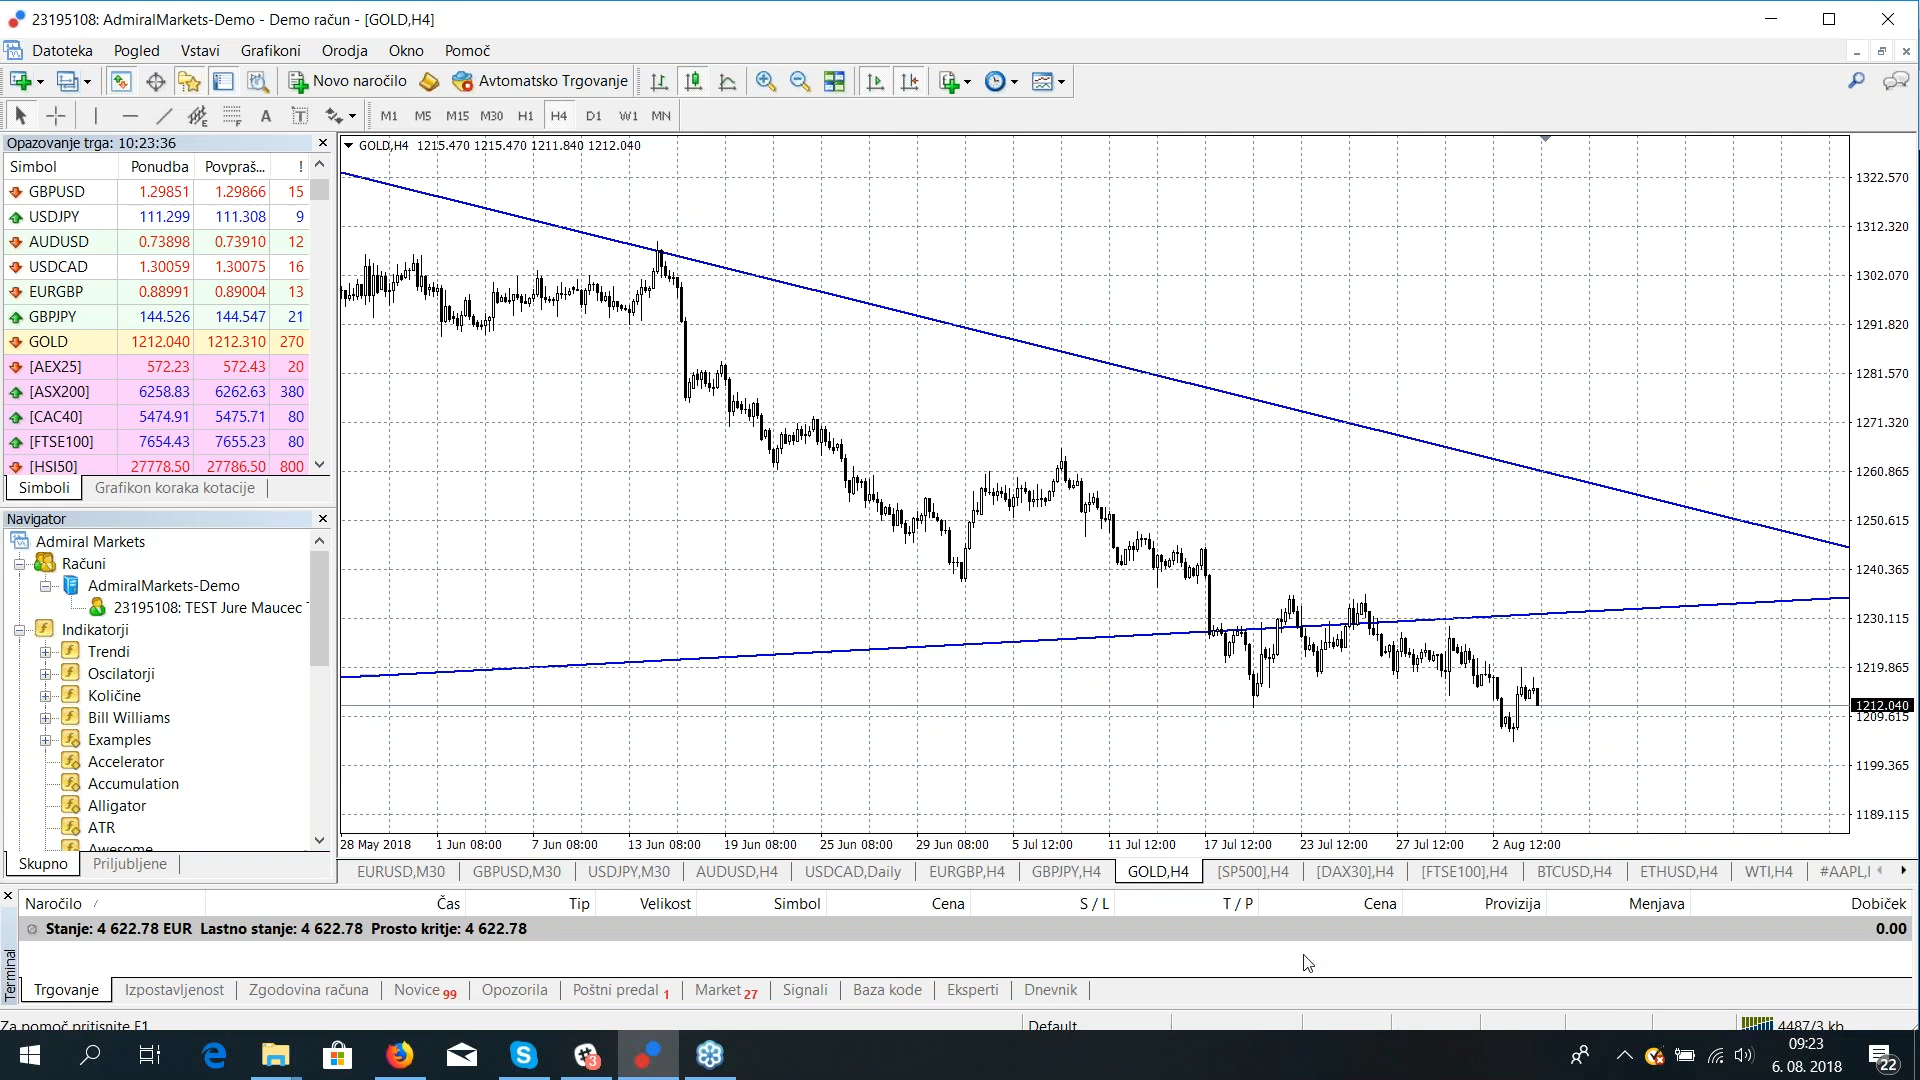 23195108: AdmiralMarkets-Demo - Demo račun - [GOLD,H4]
Datoteka Pogled Vstavi Grafikoni Orodja Okno Pomoč
Novo naročilo Avtomatsko Trgovanje
A T M1 M5 M15 M30 H1 H4 D1 W1 MN
Opazovanje trga: 10:23:36
Simbol Ponudba Povpraš... !
GBPUSD 1.29851 1.29866 15
USDJPY 111.299 111.308 9
AUDUSD 0.73898 0.73910 12
USDCAD 1.30059 1.30075 16
EURGBP 0.88991 0.89004 13
GBPJPY 144.526 144.547 21
GOLD 1212.040 1212.310 270
[AEX25] 572.23 572.43 20
[ASX200] 6258.83 6262.63 380
[CAC40] 5474.91 5475.71 80
[FTSE100] 7654.43 7655.23 80
[HSI50] 27778.50 27786.50 800
Simboli Grafikon koraka kotacije
Navigator
Admiral Markets
Računi
AdmiralMarkets-Demo
23195108: TEST Jure Maucec
Indikatorji
Trendi
Oscilatorji
Količine
Bill Williams
Examples
Accelerator
Accumulation
Alligator
ATR
Awesome
Skupno Priljubljene
GOLD,H4 1215.470 1215.470 1211.840 1212.040
1322.570
1312.320
1302.070
1291.820
1281.570
1271.320
1260.865
1250.615
1240.365
1230.115
1219.865
1212.040
1209.615
1199.365
1189.115
28 May 2018 1 Jun 08:00 7 Jun 08:00 13 Jun 08:00 19 Jun 08:00 25 Jun 08:00 29 Jun 08:00 5 Jul 12:00 11 Jul 12:00 17 Jul 12:00 23 Jul 12:00 27 Jul 12:00 2 Aug 12:00
EURUSD,M30 GBPUSD,M30 USDJPY,M30 AUDUSD,H4 USDCAD,Daily EURGBP,H4 GBPJPY,H4 GOLD,H4 [SP500],H4 [DAX30],H4 [FTSE100],H4 BTCUSD,H4 ETHUSD,H4 WTI,H4 #AAPL,
Naročilo / Čas Tip Velikost Simbol Cena S / L T / P Cena Provizija Menjava Dobiček
Stanje: 4 622.78 EUR Lastno stanje: 4 622.78 Prosto kritje: 4 622.78 0.00
Terminal
Trgovanje Izpostavljenost Zgodovina računa Novice 99 Opozorila Poštni predal 1 Market 27 Signali Baza kode Eksperti Dnevnik
Za pomoč pritisnite F1 Default 4487/3 kb
3
09:23
6. 08. 2018
22